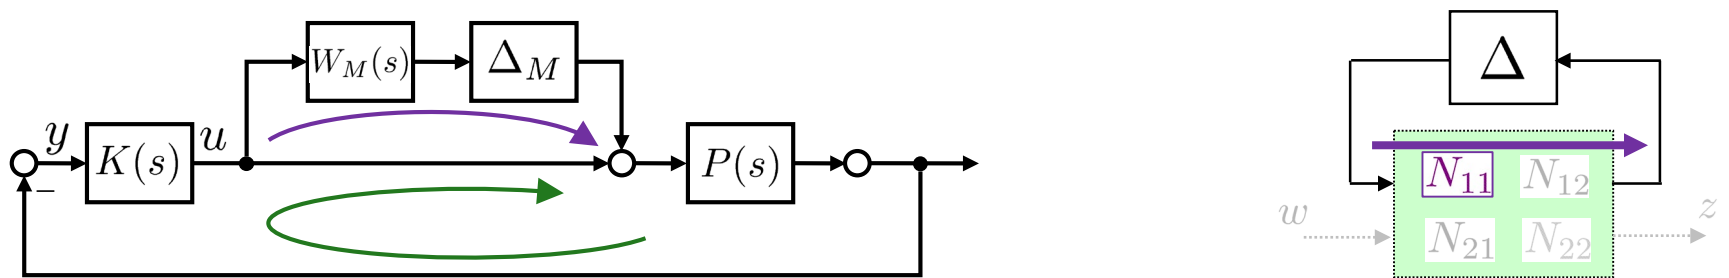 W_M(s)
Δ_M
y
K(s)
u
P(s)
−
Δ
N_11
N_12
w
z
N_21
N_22